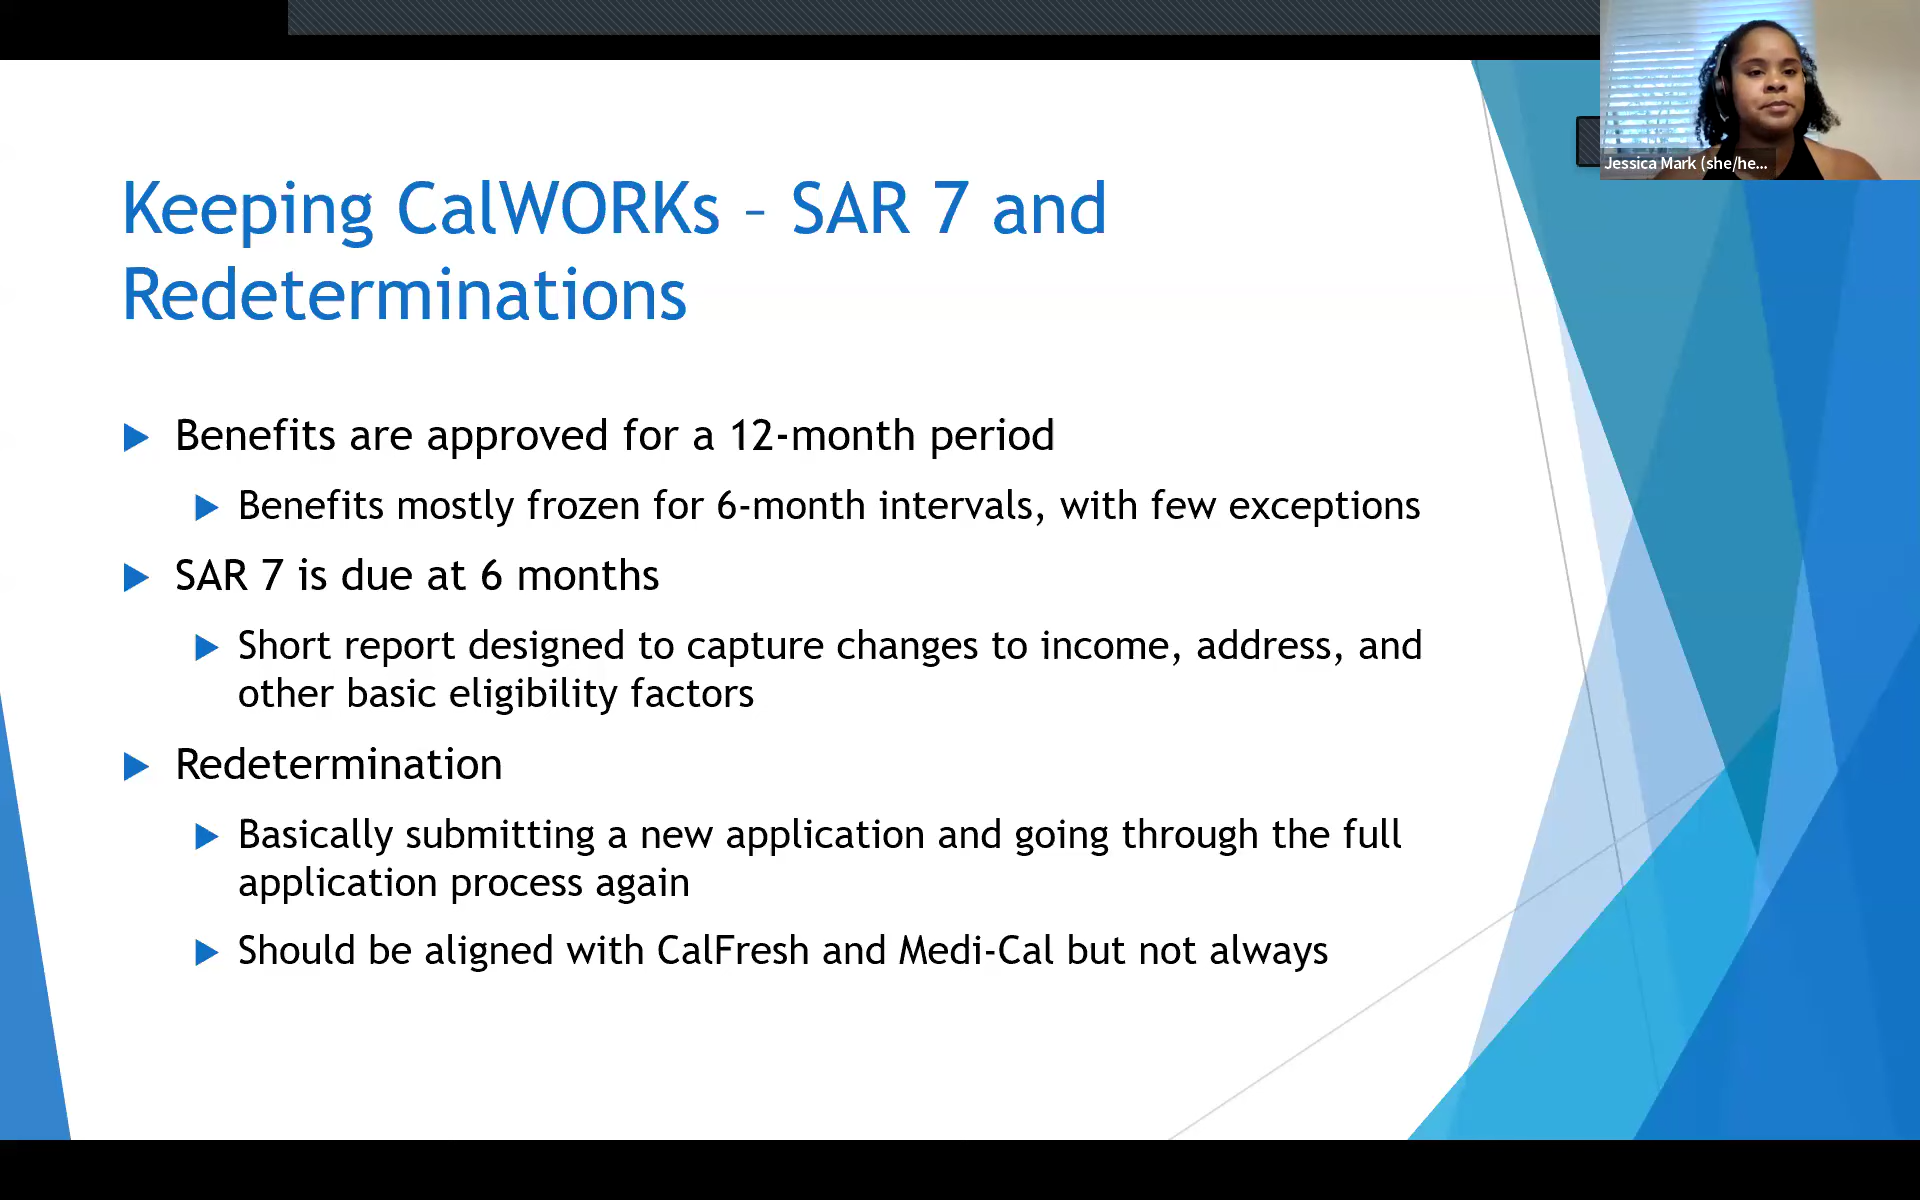 Jessica Mark (she/he...
Keeping CalWORKs – SAR 7 and
Redeterminations
Benefits are approved for a 12-month period
Benefits mostly frozen for 6-month intervals, with few exceptions
SAR 7 is due at 6 months
Short report designed to capture changes to income, address, and
other basic eligibility factors
Redetermination
Basically submitting a new application and going through the full
application process again
Should be aligned with CalFresh and Medi-Cal but not always